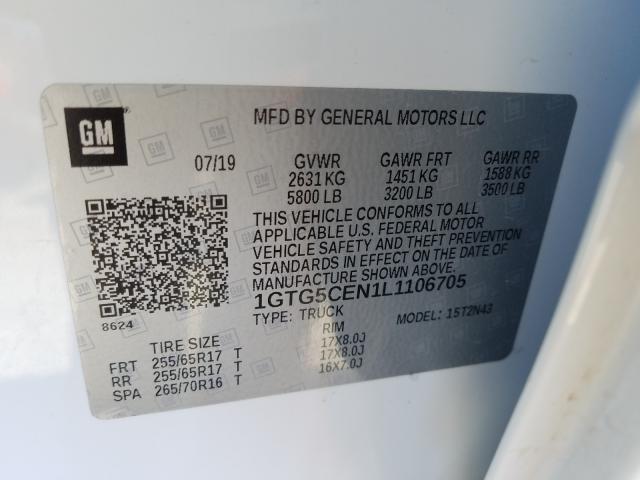 GM
MFD BY GENERAL MOTORS LLC
07/19 GVWR GAWR FRT GAWR RR
2631 KG 1451 KG 1588 KG
5800 LB 3200 LB 3500 LB
THIS VEHICLE CONFORMS TO ALL
APPLICABLE U.S. FEDERAL MOTOR
VEHICLE SAFETY AND THEFT PREVENTION
STANDARDS IN EFFECT ON THE DATE OF
MANUFACTURE SHOWN ABOVE.
1GTG5CEN1L1106705
8624
TYPE: TRUCK MODEL: 15T2N43
TIRE SIZE RIM
FRT 255/65R17 T 17X8.0J
RR 255/65R17 T 17X8.0J
SPA 265/70R16 T 16X7.0J